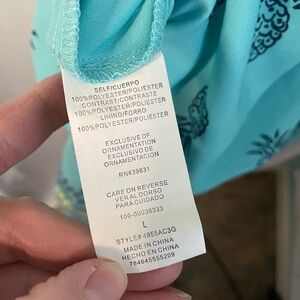 SELF/CUERPO
100%POLYESTER/POLIESTER
CONTRAST/CONTRASTE
100%POLYESTER/POLIESTER
LINING/FORRO
100%POLYESTER/POLIESTER
EXCLUSIVE OF
ORNAMENTATION
EXCLUSIVO DE
ORNAMENTACION
RN#39831
CARE ON REVERSE
VER AL DORSO
PARA CUIDADO
100-00036333
L
STYLE#4955AC3G
MADE IN CHINA
HECHO EN CHINA
784645555209